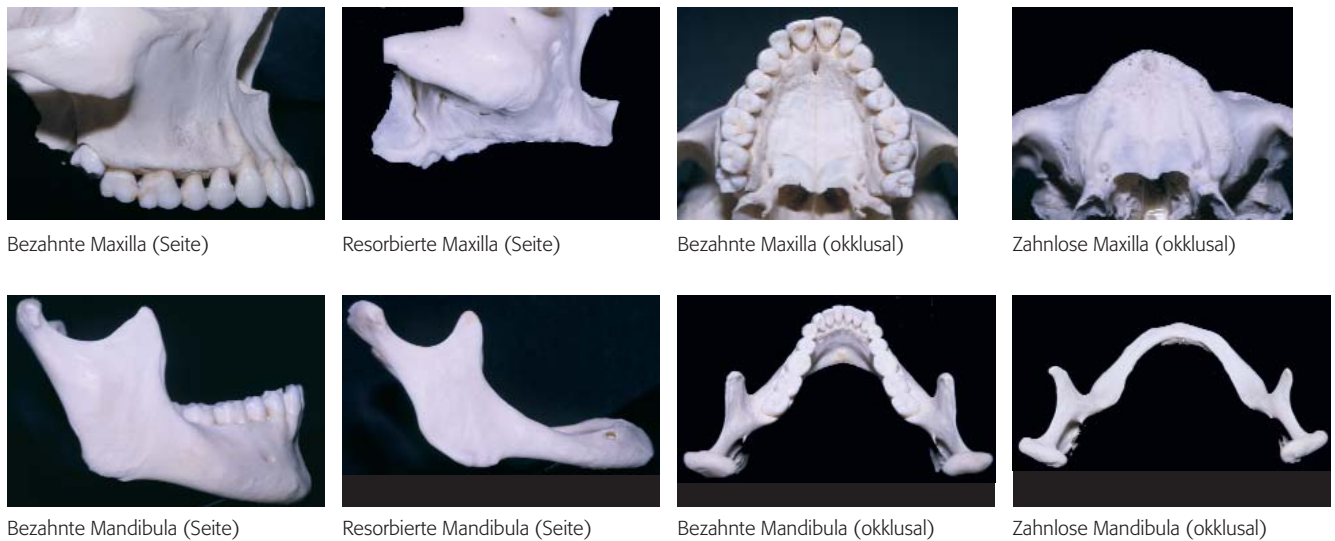 Bezahnte Maxilla (Seite)
Resorbierte Maxilla (Seite)
Bezahnte Maxilla (okklusal)
Zahnlose Maxilla (okklusal)
Bezahnte Mandibula (Seite)
Resorbierte Mandibula (Seite)
Bezahnte Mandibula (okklusal)
Zahnlose Mandibula (okklusal)